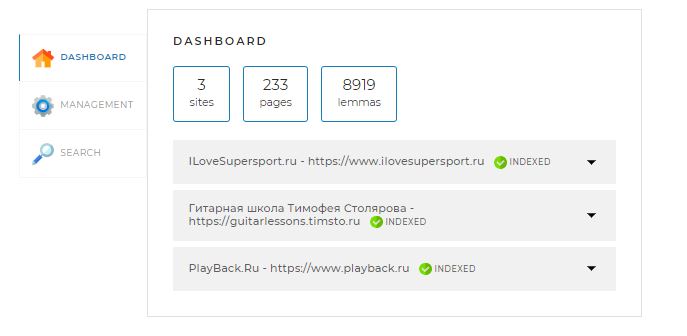 DASHBOARD
MANAGEMENT
SEARCH
DASHBOARD
3
sites
233
pages
8919
lemmas
ILoveSupersport.ru - https://www.ilovesupersport.ru INDEXED
Гитарная школа Тимофея Столярова -
https://guitarlessons.timsto.ru INDEXED
PlayBack.Ru - https://www.playback.ru INDEXED